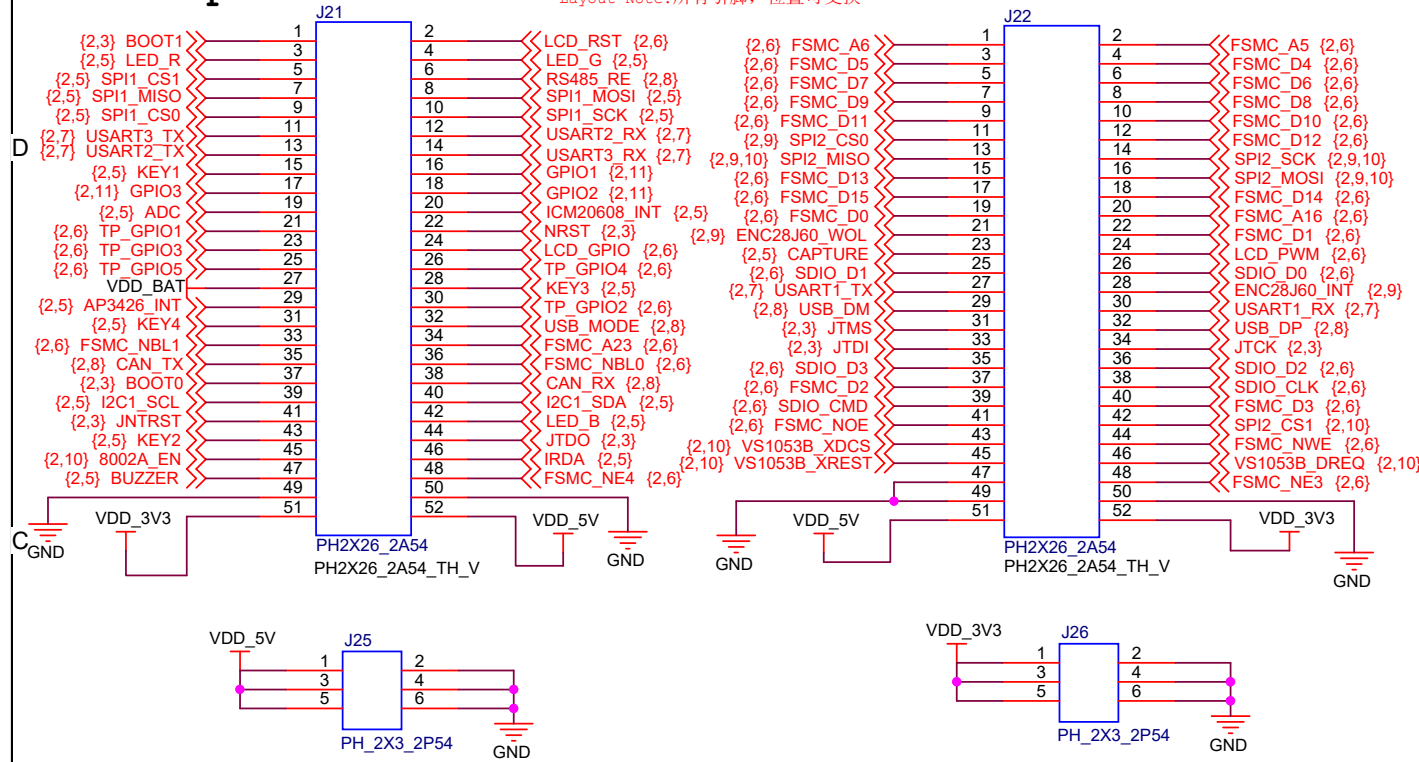 Layout Note:所有引脚，位置可交换
J21
{2,3} BOOT1 1 2 LCD_RST {2,6}
{2,5} LED_R 3 4 LED_G {2,5}
{2,5} SPI1_CS1 5 6 RS485_RE {2,8}
{2,5} SPI1_MISO 7 8 SPI1_MOSI {2,5}
{2,5} SPI1_CS0 9 10 SPI1_SCK {2,5}
{2,7} USART3_TX 11 12 USART2_RX {2,7}
{2,7} USART2_TX 13 14 USART3_RX {2,7}
{2,5} KEY1 15 16 GPIO1 {2,11}
{2,11} GPIO3 17 18 GPIO2 {2,11}
{2,5} ADC 19 20 ICM20608_INT {2,5}
{2,6} TP_GPIO1 21 22 NRST {2,3}
{2,6} TP_GPIO3 23 24 LCD_GPIO {2,6}
{2,6} TP_GPIO5 25 26 TP_GPIO4 {2,6}
VDD_BAT 27 28 KEY3 {2,5}
{2,5} AP3426_INT 29 30 TP_GPIO2 {2,6}
{2,5} KEY4 31 32 USB_MODE {2,8}
{2,6} FSMC_NBL1 33 34 FSMC_A23 {2,6}
{2,8} CAN_TX 35 36 FSMC_NBL0 {2,6}
{2,3} BOOT0 37 38 CAN_RX {2,8}
{2,5} I2C1_SCL 39 40 I2C1_SDA {2,5}
{2,3} JNTRST 41 42 LED_B {2,5}
{2,5} KEY2 43 44 JTDO {2,3}
{2,10} 8002A_EN 45 46 IRDA {2,5}
{2,5} BUZZER 47 48 FSMC_NE4 {2,6}
49 50
51 52
VDD_3V3 VDD_5V
GND GND
PH2X26_2A54
PH2X26_2A54_TH_V
J22
{2,6} FSMC_A6 1 2 FSMC_A5 {2,6}
{2,6} FSMC_D5 3 4 FSMC_D4 {2,6}
{2,6} FSMC_D7 5 6 FSMC_D6 {2,6}
{2,6} FSMC_D9 7 8 FSMC_D8 {2,6}
{2,6} FSMC_D11 9 10 FSMC_D10 {2,6}
{2,9} SPI2_CS0 11 12 FSMC_D12 {2,6}
{2,9,10} SPI2_MISO 13 14 SPI2_SCK {2,9,10}
{2,6} FSMC_D13 15 16 SPI2_MOSI {2,9,10}
{2,6} FSMC_D15 17 18 FSMC_D14 {2,6}
{2,6} FSMC_D0 19 20 FSMC_A16 {2,6}
{2,9} ENC28J60_WOL 21 22 FSMC_D1 {2,6}
{2,5} CAPTURE 23 24 LCD_PWM {2,6}
{2,6} SDIO_D1 25 26 SDIO_D0 {2,6}
{2,7} USART1_TX 27 28 ENC28J60_INT {2,9}
{2,8} USB_DM 29 30 USART1_RX {2,7}
{2,3} JTMS 31 32 USB_DP {2,8}
{2,3} JTDI 33 34 JTCK {2,3}
{2,6} SDIO_D3 35 36 SDIO_D2 {2,6}
{2,6} FSMC_D2 37 38 SDIO_CLK {2,6}
{2,6} SDIO_CMD 39 40 FSMC_D3 {2,6}
{2,6} FSMC_NOE 41 42 SPI2_CS1 {2,10}
{2,10} VS1053B_XDCS 43 44 FSMC_NWE {2,6}
{2,10} VS1053B_XREST 45 46 VS1053B_DREQ {2,10}
47 48 FSMC_NE3 {2,6}
49 50
51 52
VDD_5V VDD_3V3
GND GND
PH2X26_2A54
PH2X26_2A54_TH_V
D
C
VDD_5V J25
1 2
3 4
5 6
PH_2X3_2P54
GND
VDD_3V3 J26
1 2
3 4
5 6
PH_2X3_2P54
GND